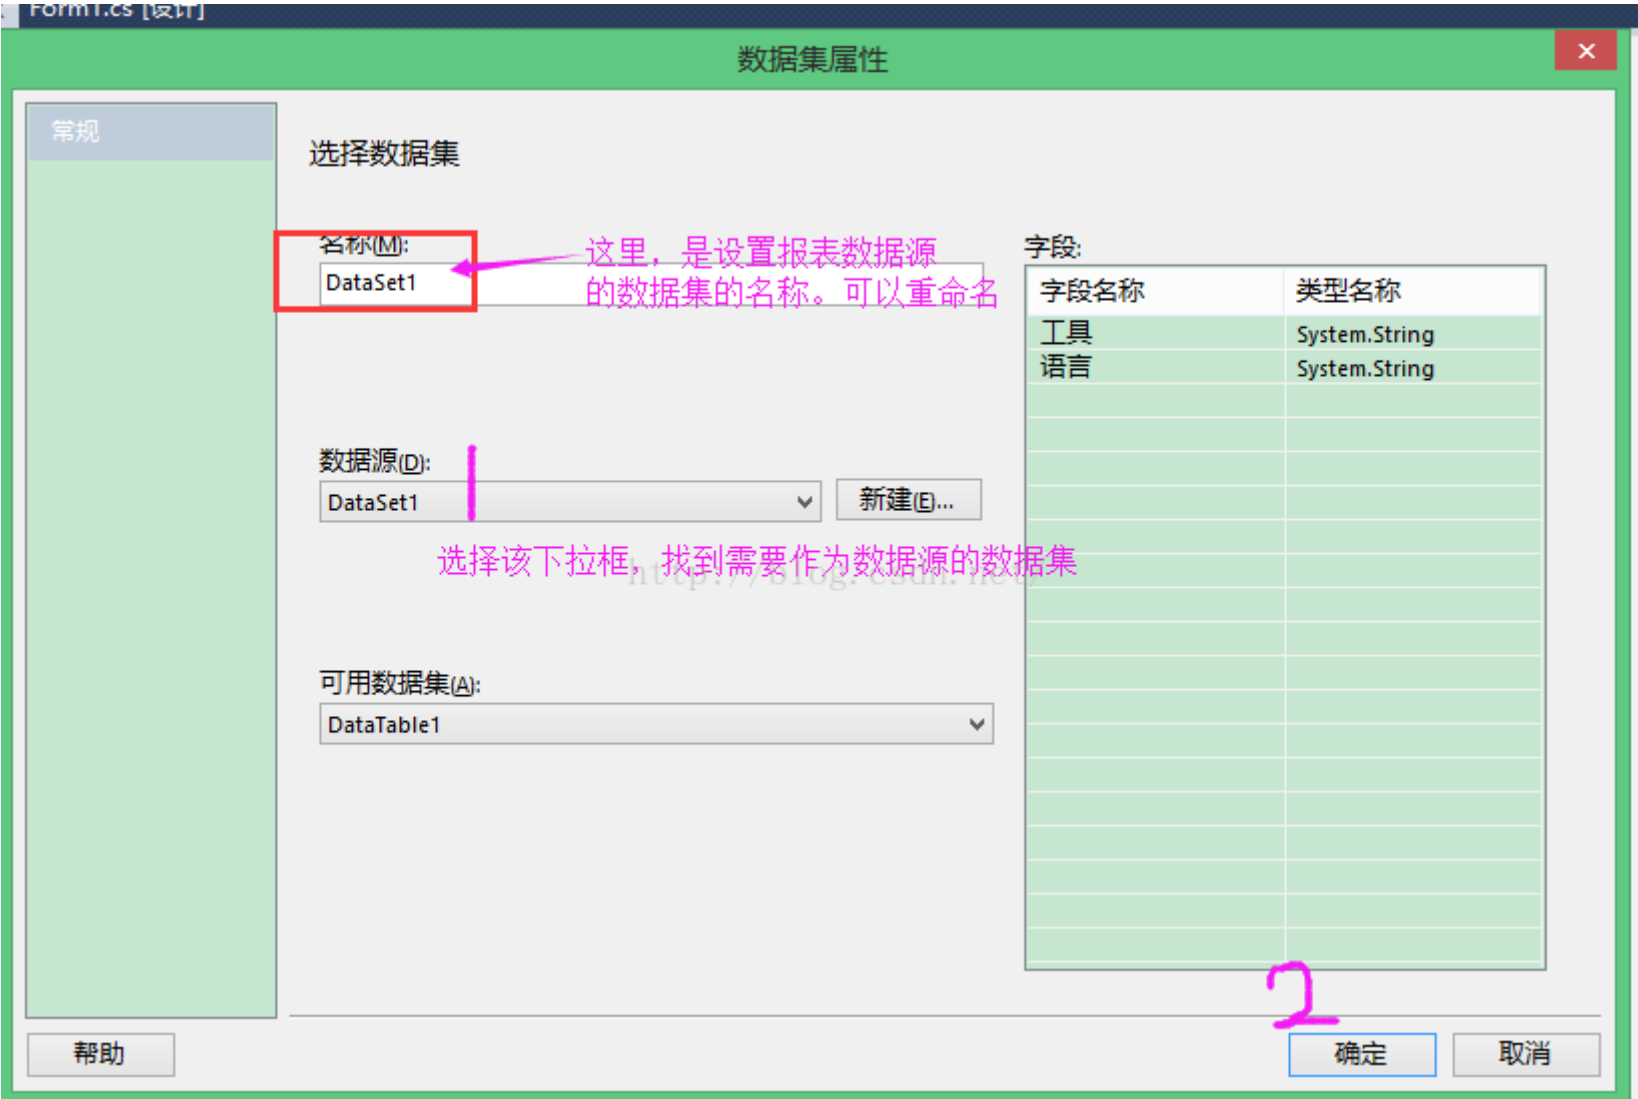 Form1.cs [设计]
数据集属性
常规
选择数据集
名称(M):
DataSet1
这里，是设置报表数据源
的数据集的名称。可以重命名
字段:
字段名称 类型名称
工具 System.String
语言 System.String
数据源(D):
1
DataSet1
新建(E)...
选择该下拉框，找到需要作为数据源的数据集
http://blog.csdn.net/
可用数据集(A):
DataTable1
2
帮助
确定
取消